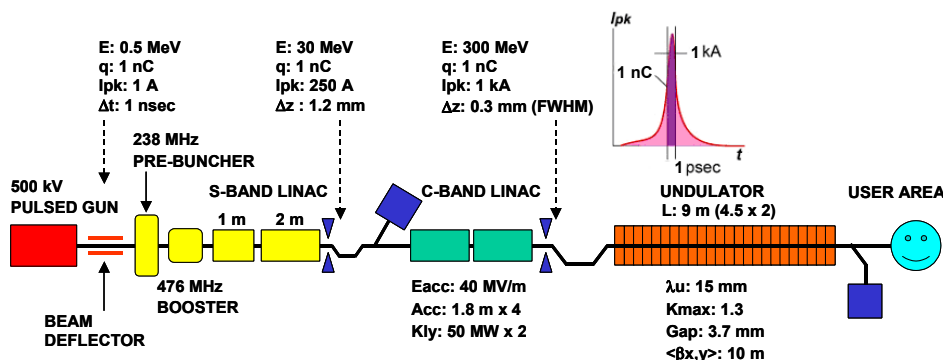 E: 0.5 MeV
q: 1 nC
Ipk: 1 A
Δt: 1 nsec
E: 30 MeV
q: 1 nC
Ipk: 250 A
Δz : 1.2 mm
E: 300 MeV
q: 1 nC
Ipk: 1 kA
Δz: 0.3 mm (FWHM)
Ipk
1 kA
1 nC
t
1 psec
238 MHz
PRE-BUNCHER
500 kV
PULSED GUN
S-BAND LINAC
1 m
2 m
C-BAND LINAC
UNDULATOR
L: 9 m (4.5 x 2)
USER AREA
476 MHz
BOOSTER
BEAM
DEFLECTOR
Eacc: 40 MV/m
Acc: 1.8 m x 4
Kly: 50 MW x 2
λu: 15 mm
Kmax: 1.3
Gap: 3.7 mm
<βx,y>: 10 m